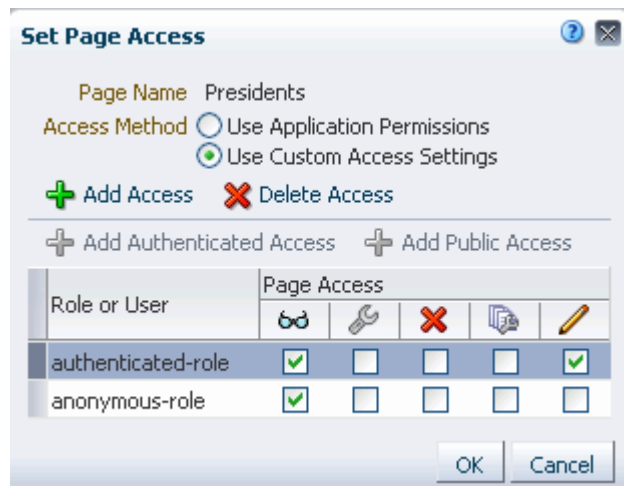 Set Page Access
Page Name Presidents
Access Method Use Application Permissions
Use Custom Access Settings
Add Access Delete Access
Add Authenticated Access Add Public Access
Role or User Page Access
authenticated-role
anonymous-role
OK Cancel